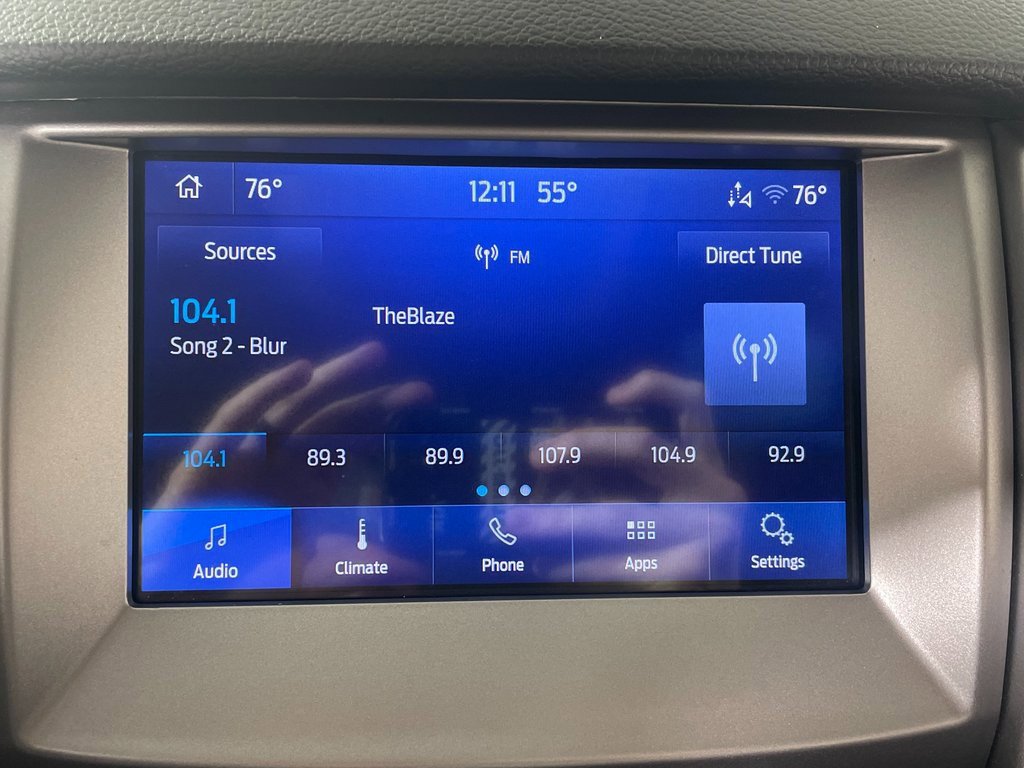 76° 12:11 55° 76°
Sources FM Direct Tune
104.1 TheBlaze
Song 2 - Blur
104.1 89.3 89.9 107.9 104.9 92.9
Audio Climate Phone Apps Settings